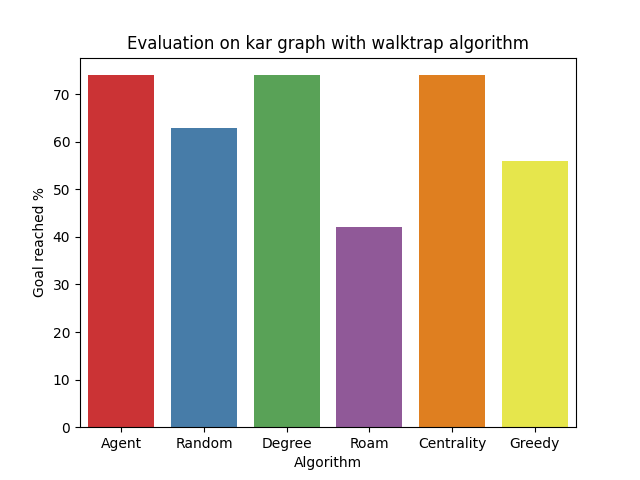 Evaluation on kar graph with walktrap algorithm
Goal reached %
70
60
50
40
30
20
10
0
Agent Random Degree Roam Centrality Greedy
Algorithm